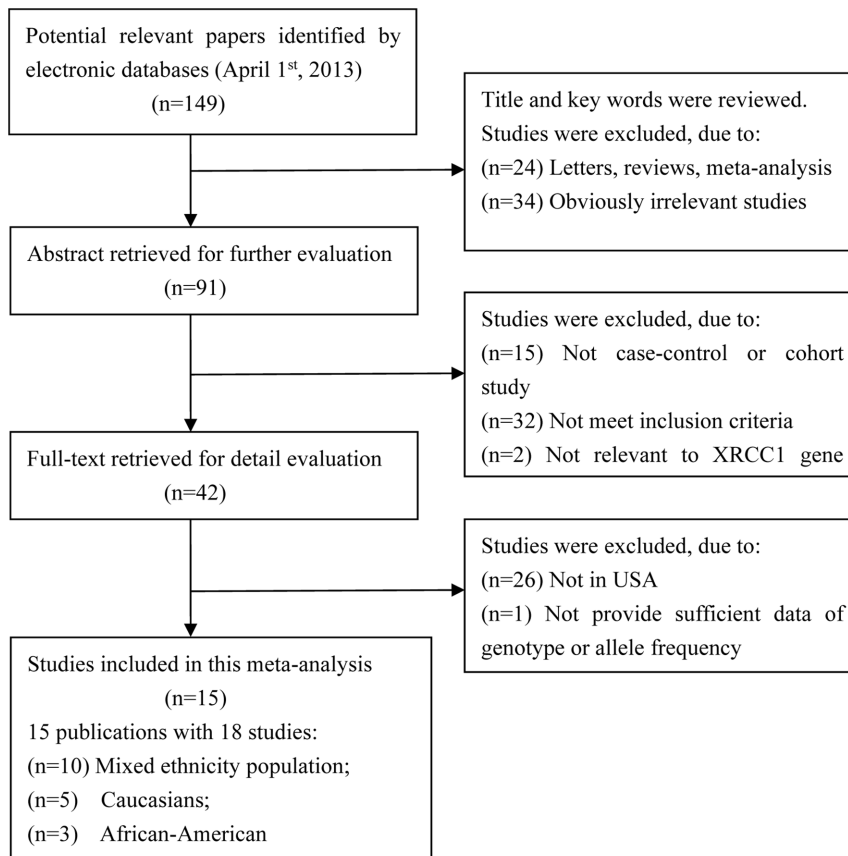 Potential relevant papers identified by
electronic databases (April 1st, 2013)
(n=149)
Title and key words were reviewed.
Studies were excluded, due to:
(n=24) Letters, reviews, meta-analysis
(n=34) Obviously irrelevant studies
Abstract retrieved for further evaluation
(n=91)
Studies were excluded, due to:
(n=15) Not case-control or cohort
study
(n=32) Not meet inclusion criteria
(n=2) Not relevant to XRCC1 gene
Full-text retrieved for detail evaluation
(n=42)
Studies were excluded, due to:
(n=26) Not in USA
(n=1) Not provide sufficient data of
genotype or allele frequency
Studies included in this meta-analysis
(n=15)
15 publications with 18 studies:
(n=10) Mixed ethnicity population;
(n=5) Caucasians;
(n=3) African-American